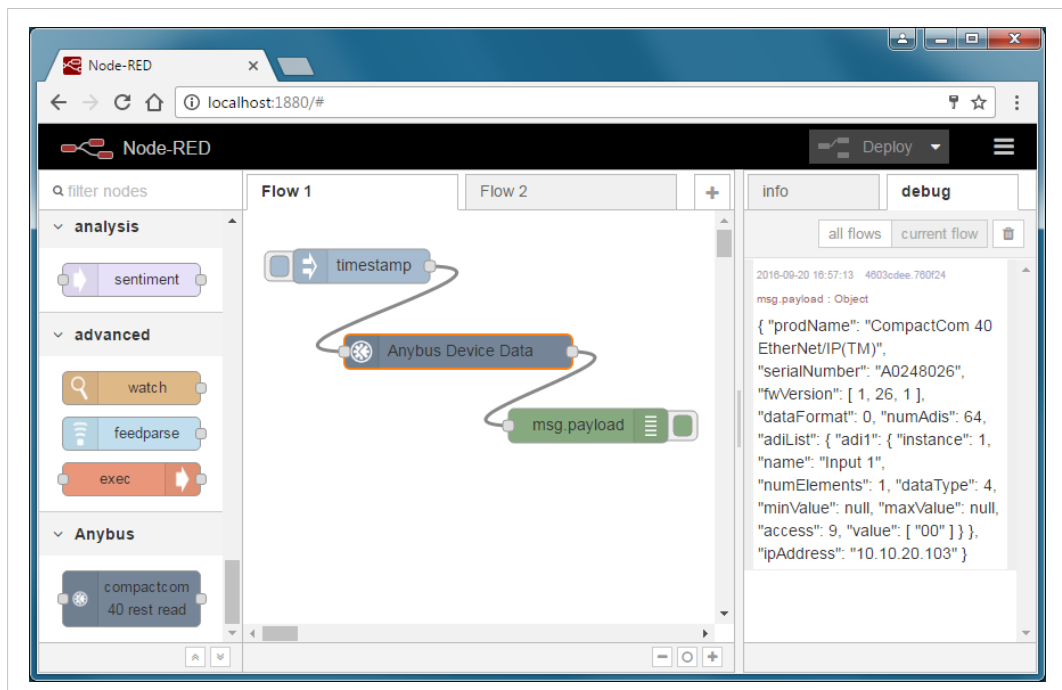 Node-RED
localhost:1880/#
Node-RED
Deploy
filter nodes
analysis
sentiment
advanced
watch
feedparse
exec
Anybus
compactcom
40 rest read
Flow 1
Flow 2
timestamp
Anybus Device Data
msg.payload
info
debug
all flows
current flow
2016-09-20 16:57:13 4603cdee.760f24
msg.payload : Object
{ "prodName": "CompactCom 40
EtherNet/IP(TM)",
"serialNumber": "A0248026",
"fwVersion": [ 1, 26, 1 ],
"dataFormat": 0, "numAdis": 64,
"adiList": { "adi1": { "instance": 1,
"name": "Input 1",
"numElements": 1, "dataType": 4,
"minValue": null, "maxValue": null,
"access": 9, "value": [ "00" ] } },
"ipAddress": "10.10.20.103" }